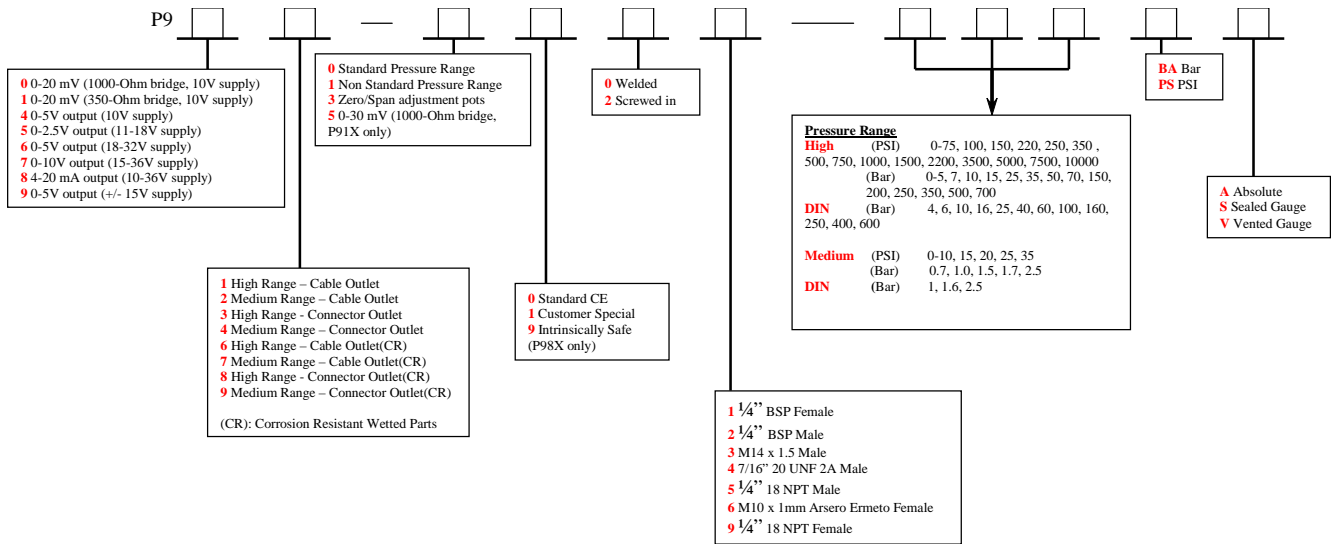 P9
0 0-20 mV (1000-Ohm bridge, 10V supply)
1 0-20 mV (350-Ohm bridge, 10V supply)
4 0-5V output (10V supply)
5 0-2.5V output (11-18V supply)
6 0-5V output (18-32V supply)
7 0-10V output (15-36V supply)
8 4-20 mA output (10-36V supply)
9 0-5V output (+/- 15V supply)
0 Standard Pressure Range
1 Non Standard Pressure Range
3 Zero/Span adjustment pots
5 0-30 mV (1000-Ohm bridge,
P91X only)
0 Welded
2 Screwed in
BA Bar
PS PSI
Pressure Range
High (PSI) 0-75, 100, 150, 220, 250, 350 ,
500, 750, 1000, 1500, 2200, 3500, 5000, 7500, 10000
(Bar) 0-5, 7, 10, 15, 25, 35, 50, 70, 150,
200, 250, 350, 500, 700
DIN (Bar) 4, 6, 10, 16, 25, 40, 60, 100, 160,
250, 400, 600
Medium (PSI) 0-10, 15, 20, 25, 35
(Bar) 0.7, 1.0, 1.5, 1.7, 2.5
DIN (Bar) 1, 1.6, 2.5
A Absolute
S Sealed Gauge
V Vented Gauge
1 High Range – Cable Outlet
2 Medium Range – Cable Outlet
3 High Range - Connector Outlet
4 Medium Range – Connector Outlet
6 High Range – Cable Outlet(CR)
7 Medium Range – Cable Outlet(CR)
8 High Range - Connector Outlet(CR)
9 Medium Range – Connector Outlet(CR)
(CR): Corrosion Resistant Wetted Parts
0 Standard CE
1 Customer Special
9 Intrinsically Safe
(P98X only)
1 ¼” BSP Female
2 ¼” BSP Male
3 M14 x 1.5 Male
4 7/16” 20 UNF 2A Male
5 ¼” 18 NPT Male
6 M10 x 1mm Arsero Ermeto Female
9 ¼” 18 NPT Female